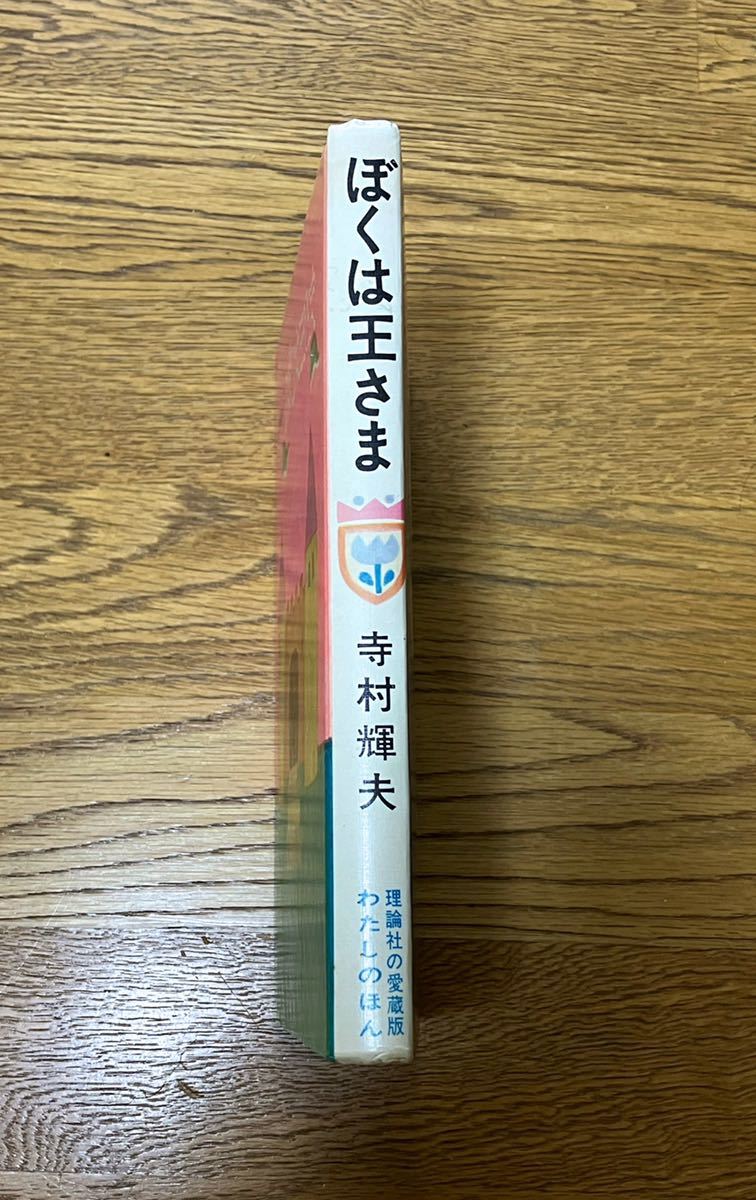 ぼくは王さま
寺村輝夫
理論社の愛蔵版
わたしのほん